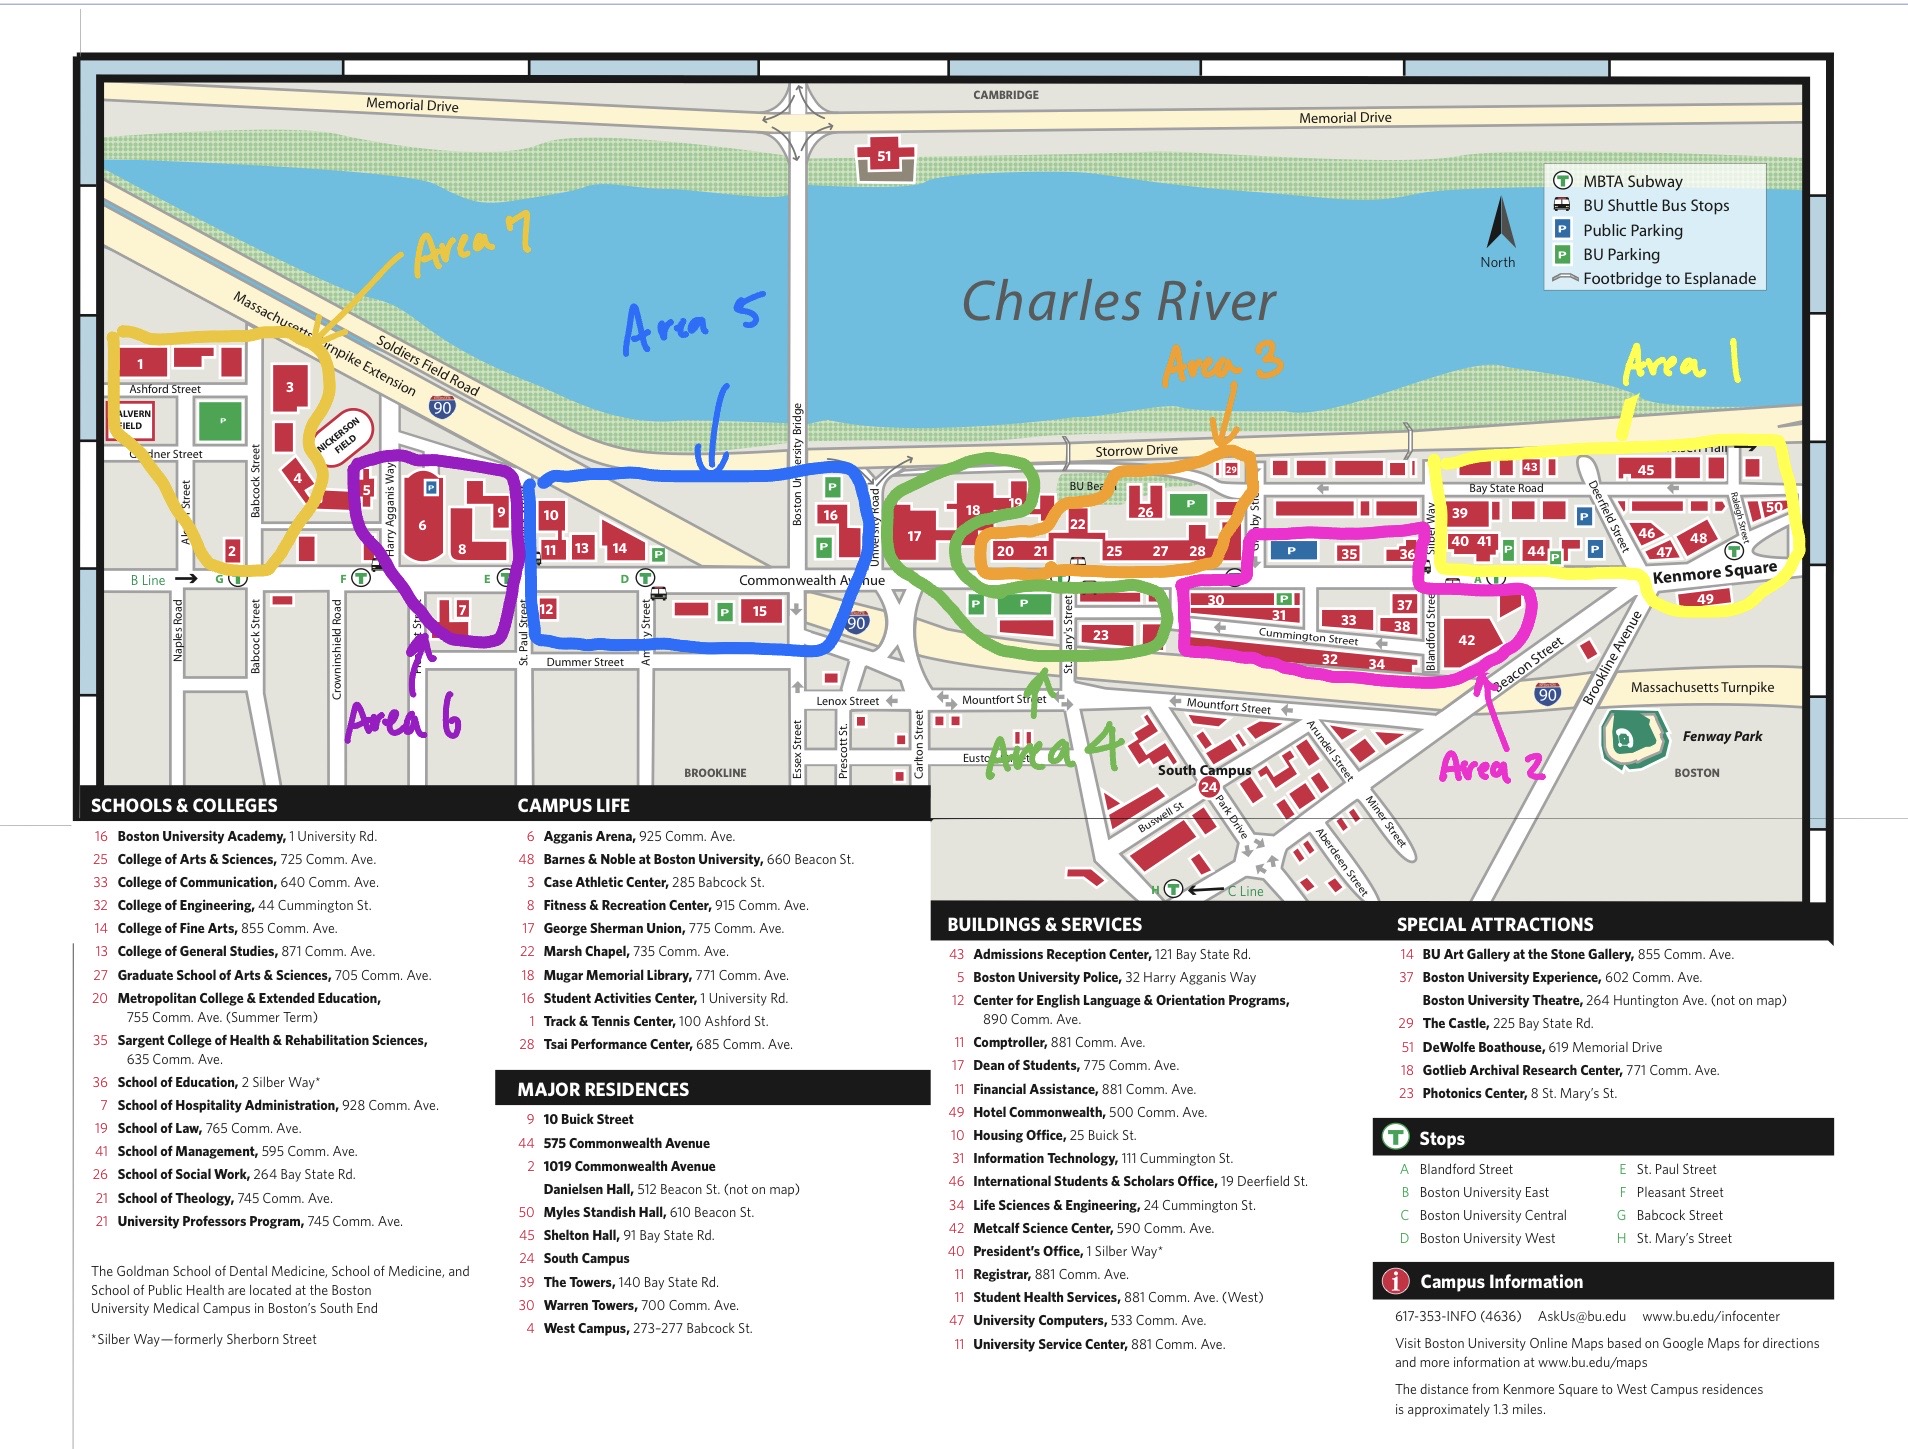 CAMBRIDGE
Memorial Drive
Memorial Drive
51
MBTA Subway
BU Shuttle Bus Stops
P Public Parking
P BU Parking
Footbridge to Esplanade
North
Charles River
Area 7
Area 5
Area 3
Area 1
Massachusetts Turnpike Extension
Soldiers Field Road
90
Boston University Bridge
Storrow Drive
1
Ashford Street
3
P
NICKERSON
FIELD
Gardner Street
Babcock Street
4
5
Harry Agganis Way
P
6
8
9
10
11
13
14
P
2
B Line
G
F
E
D
Commonwealth Avenue
P
16
P
University Road
17
18
19
BU Beach
22
26
P
29
20
21
25
27
28
P
35
36
Silber Way
43
45
Bay State Road
39
40
41
P
44
P
P
P
Deerfield Street
46
47
48
Raleigh Street
50
A
Kenmore Square
49
7
12
P
15
90
P
P
23
30
P
31
33
37
38
Cummington Street
32
34
Blandford Street
42
Naples Road
Babcock Street
Crowninshield Road
St. Paul Street
Dummer Street
Essex Street
Lenox Street
Prescott St.
Carlton Street
Mountfort Street
Mountfort Street
Beacon Street
Brookline Avenue
90
Massachusetts Turnpike
Area 6
Area 4
Area 2
Fenway Park
BOSTON
BROOKLINE
South Campus
24
Buswell St
Park Drive
Arundel Street
Miner Street
Aberdeen Street
H
C Line
SCHOOLS & COLLEGES
16 Boston University Academy, 1 University Rd.
25 College of Arts & Sciences, 725 Comm. Ave.
33 College of Communication, 640 Comm. Ave.
32 College of Engineering, 44 Cummington St.
14 College of Fine Arts, 855 Comm. Ave.
13 College of General Studies, 871 Comm. Ave.
27 Graduate School of Arts & Sciences, 705 Comm. Ave.
20 Metropolitan College & Extended Education,
755 Comm. Ave. (Summer Term)
35 Sargent College of Health & Rehabilitation Sciences,
635 Comm. Ave.
36 School of Education, 2 Silber Way*
7 School of Hospitality Administration, 928 Comm. Ave.
19 School of Law, 765 Comm. Ave.
41 School of Management, 595 Comm. Ave.
26 School of Social Work, 264 Bay State Rd.
21 School of Theology, 745 Comm. Ave.
21 University Professors Program, 745 Comm. Ave.
The Goldman School of Dental Medicine, School of Medicine, and
School of Public Health are located at the Boston
University Medical Campus in Boston's South End
*Silber Way—formerly Sherborn Street
CAMPUS LIFE
6 Agganis Arena, 925 Comm. Ave.
48 Barnes & Noble at Boston University, 660 Beacon St.
3 Case Athletic Center, 285 Babcock St.
8 Fitness & Recreation Center, 915 Comm. Ave.
17 George Sherman Union, 775 Comm. Ave.
22 Marsh Chapel, 735 Comm. Ave.
18 Mugar Memorial Library, 771 Comm. Ave.
16 Student Activities Center, 1 University Rd.
1 Track & Tennis Center, 100 Ashford St.
28 Tsai Performance Center, 685 Comm. Ave.
MAJOR RESIDENCES
9 10 Buick Street
44 575 Commonwealth Avenue
2 1019 Commonwealth Avenue
Danielsen Hall, 512 Beacon St. (not on map)
50 Myles Standish Hall, 610 Beacon St.
45 Shelton Hall, 91 Bay State Rd.
24 South Campus
39 The Towers, 140 Bay State Rd.
30 Warren Towers, 700 Comm. Ave.
4 West Campus, 273–277 Babcock St.
BUILDINGS & SERVICES
43 Admissions Reception Center, 121 Bay State Rd.
5 Boston University Police, 32 Harry Agganis Way
12 Center for English Language & Orientation Programs,
890 Comm. Ave.
11 Comptroller, 881 Comm. Ave.
17 Dean of Students, 775 Comm. Ave.
11 Financial Assistance, 881 Comm. Ave.
49 Hotel Commonwealth, 500 Comm. Ave.
10 Housing Office, 25 Buick St.
31 Information Technology, 111 Cummington St.
46 International Students & Scholars Office, 19 Deerfield St.
34 Life Sciences & Engineering, 24 Cummington St.
42 Metcalf Science Center, 590 Comm. Ave.
40 President's Office, 1 Silber Way*
11 Registrar, 881 Comm. Ave.
11 Student Health Services, 881 Comm. Ave. (West)
47 University Computers, 533 Comm. Ave.
11 University Service Center, 881 Comm. Ave.
SPECIAL ATTRACTIONS
14 BU Art Gallery at the Stone Gallery, 855 Comm. Ave.
37 Boston University Experience, 602 Comm. Ave.
Boston University Theatre, 264 Huntington Ave. (not on map)
29 The Castle, 225 Bay State Rd.
51 DeWolfe Boathouse, 619 Memorial Drive
18 Gotlieb Archival Research Center, 771 Comm. Ave.
23 Photonics Center, 8 St. Mary's St.
T Stops
A Blandford Street
B Boston University East
C Boston University Central
D Boston University West
E St. Paul Street
F Pleasant Street
G Babcock Street
H St. Mary's Street
i Campus Information
617-353-INFO (4636) AskUs@bu.edu www.bu.edu/infocenter
Visit Boston University Online Maps based on Google Maps for directions
and more information at www.bu.edu/maps
The distance from Kenmore Square to West Campus residences
is approximately 1.3 miles.